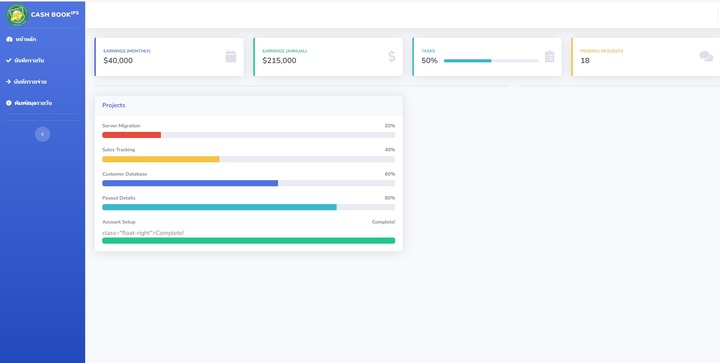 CASH BOOK IPS
หน้าหลัก
บันทึกรายรับ
บันทึกรายจ่าย
พิมพ์สมุดรายวัน
EARNINGS (MONTHLY)
$40,000
EARNINGS (ANNUAL)
$215,000
TASKS
50%
PENDING REQUESTS
18
Projects
Server Migration 20%
Sales Tracking 40%
Customer Database 60%
Payout Details 80%
Account Setup Complete!
class="float-right">Complete!